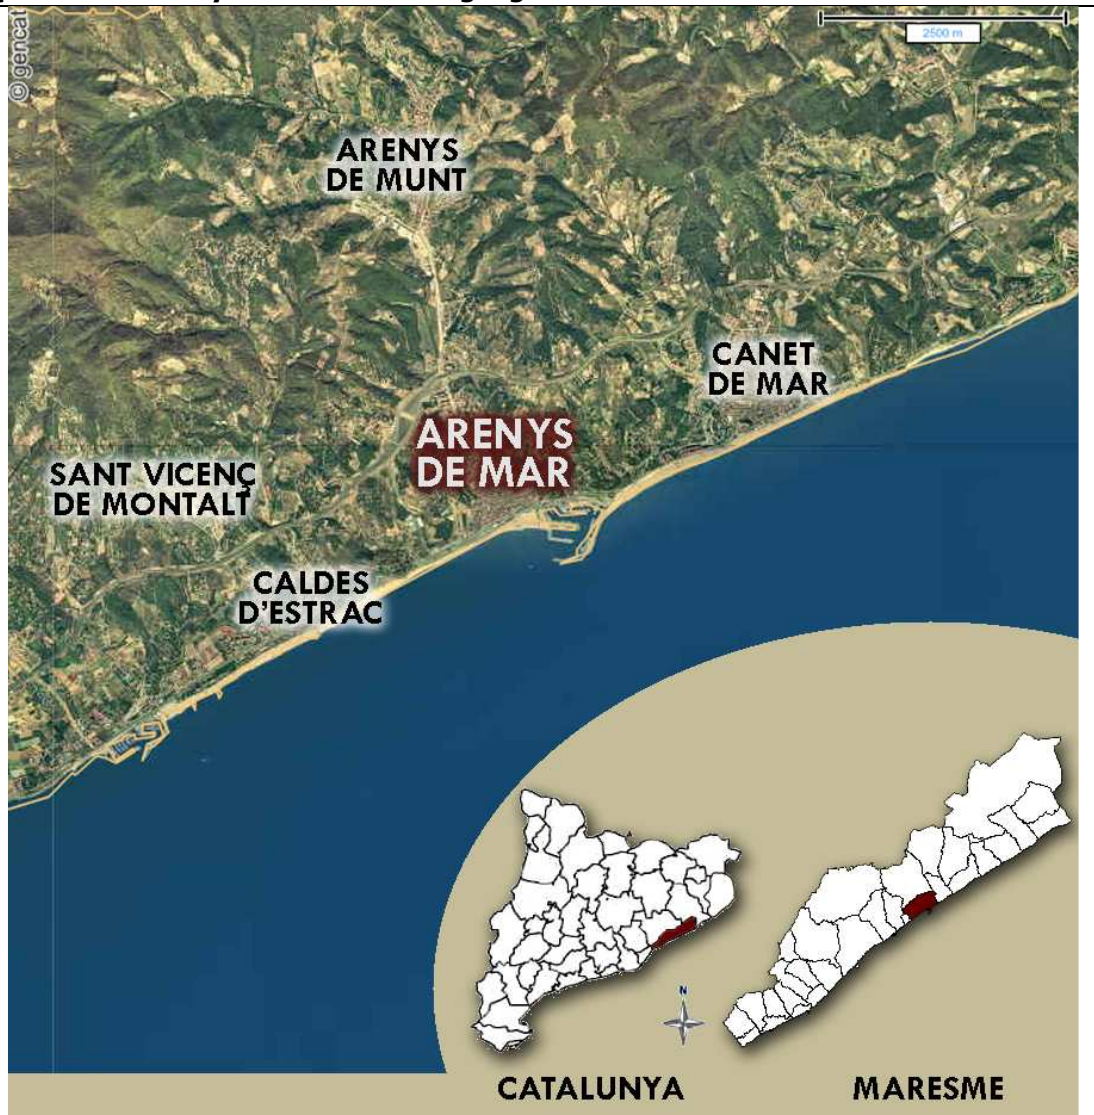 © gencat
2500 m
ARENYS
DE MUNT
CANET
DE MAR
ARENYS
DE MAR
SANT VICENÇ
DE MONTALT
CALDES
D'ESTRAC
N
CATALUNYA
MARESME